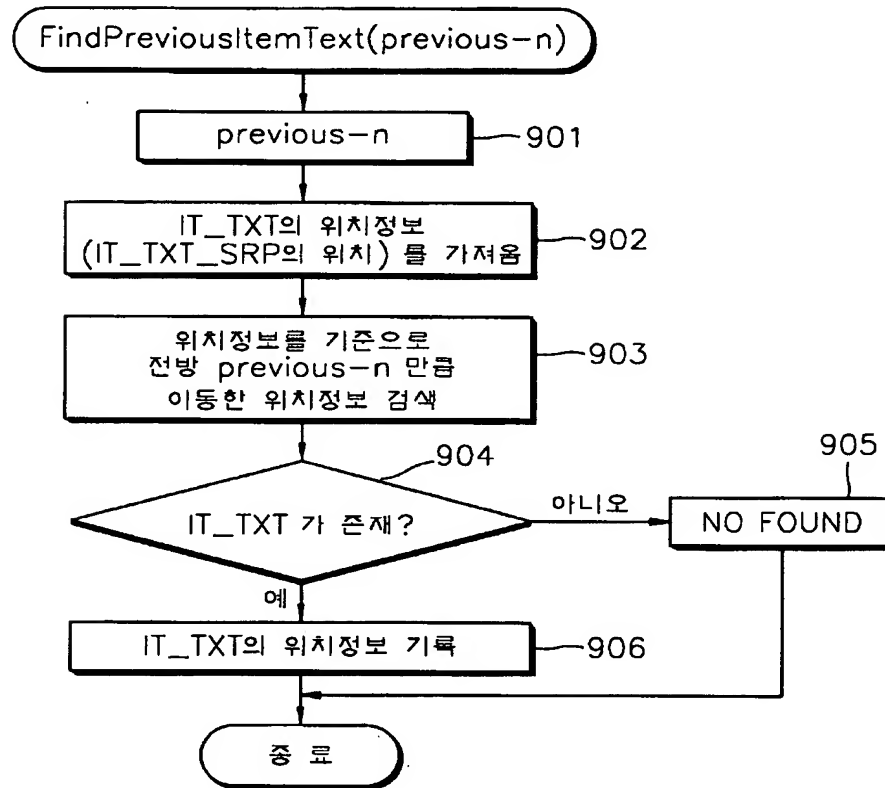 FindPreviousItemText(previous-n)
previous-n
901
IT_TXT의 위치정보
(IT_TXT_SRP의 위치) 를 가져옴
902
위치정보를 기준으로
전방 previous-n 만큼
이동한 위치정보 검색
903
904
IT_TXT 가 존재?
아니오
905
NO FOUND
예
IT_TXT의 위치정보 기록
906
종 료